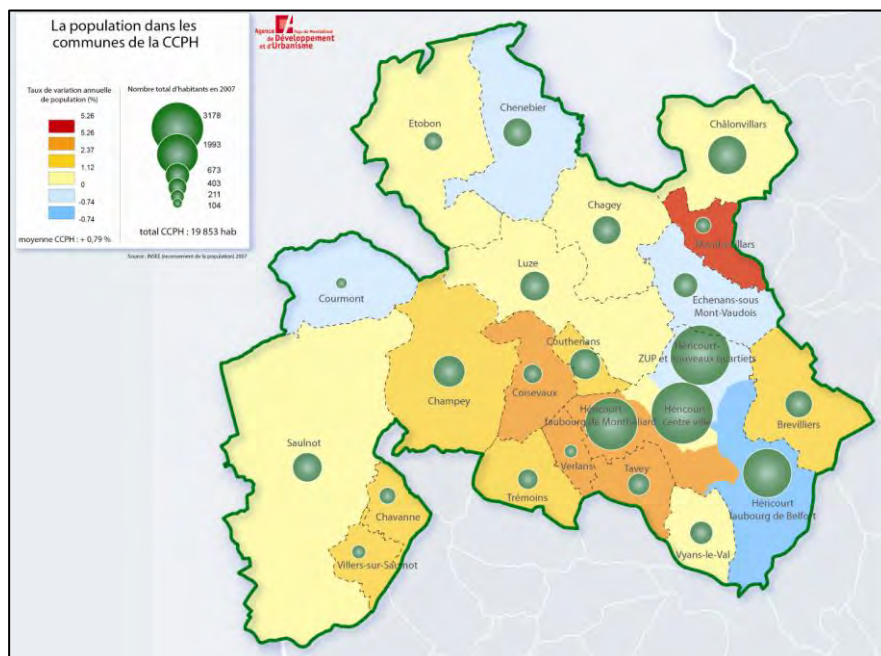 La population dans les
communes de la CCPH
Taux de variation annuelle
de population (%)
5.26
5.26
2.37
1.12
0
-0.74
-0.74
moyenne CCPH : + 0,79 %
Nombre total d'habitants en 2007
3178
1993
673
403
211
104
total CCPH : 19 853 hab
Source : INSEE (recensement de la population) 2007
Agence
de Développement
et d'Urbanisme
Pays de Montbéliard
Etobon
Chenebier
Châlonvillars
Chagey
Mandrevillars
Luze
Courmont
Echenans-sous
Mont-Vaudois
Couthenans
Héricourt-
ZUP et nouveaux quartiers
Champey
Coisevaux
Héricourt
faubourg de Montbéliard
Héricourt
Centre ville
Brevilliers
Saulnot
Verlans
Tavey
Trémoins
Chavanne
Héricourt
faubourg de Belfort
Vyans-le-Val
Villers-sur-Saulnot